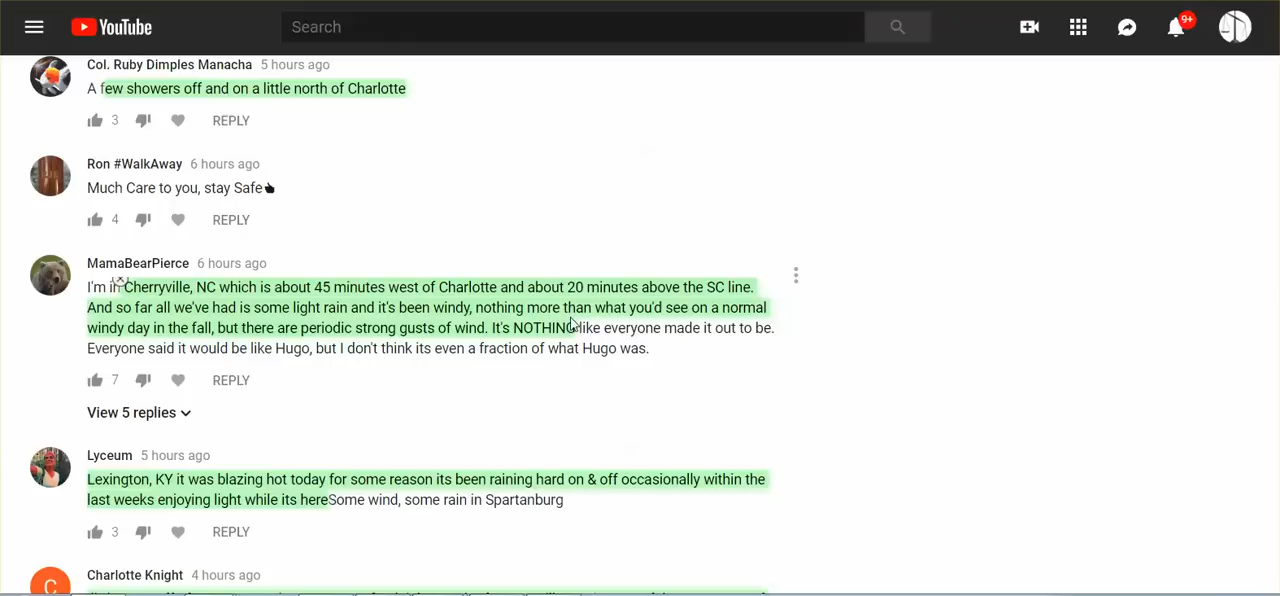 YouTube
Search
9+
Col. Ruby Dimples Manacha 5 hours ago
A few showers off and on a little north of Charlotte
3 REPLY
Ron #WalkAway 6 hours ago
Much Care to you, stay Safe
4 REPLY
MamaBearPierce 6 hours ago
I'm in Cherryville, NC which is about 45 minutes west of Charlotte and about 20 minutes above the SC line.
And so far all we've had is some light rain and it's been windy, nothing more than what you'd see on a normal
windy day in the fall, but there are periodic strong gusts of wind. It's NOTHING like everyone made it out to be.
Everyone said it would be like Hugo, but I don't think its even a fraction of what Hugo was.
7 REPLY
View 5 replies
Lyceum 5 hours ago
Lexington, KY it was blazing hot today for some reason its been raining hard on & off occasionally within the
last weeks enjoying light while its hereSome wind, some rain in Spartanburg
3 REPLY
Charlotte Knight 4 hours ago
C